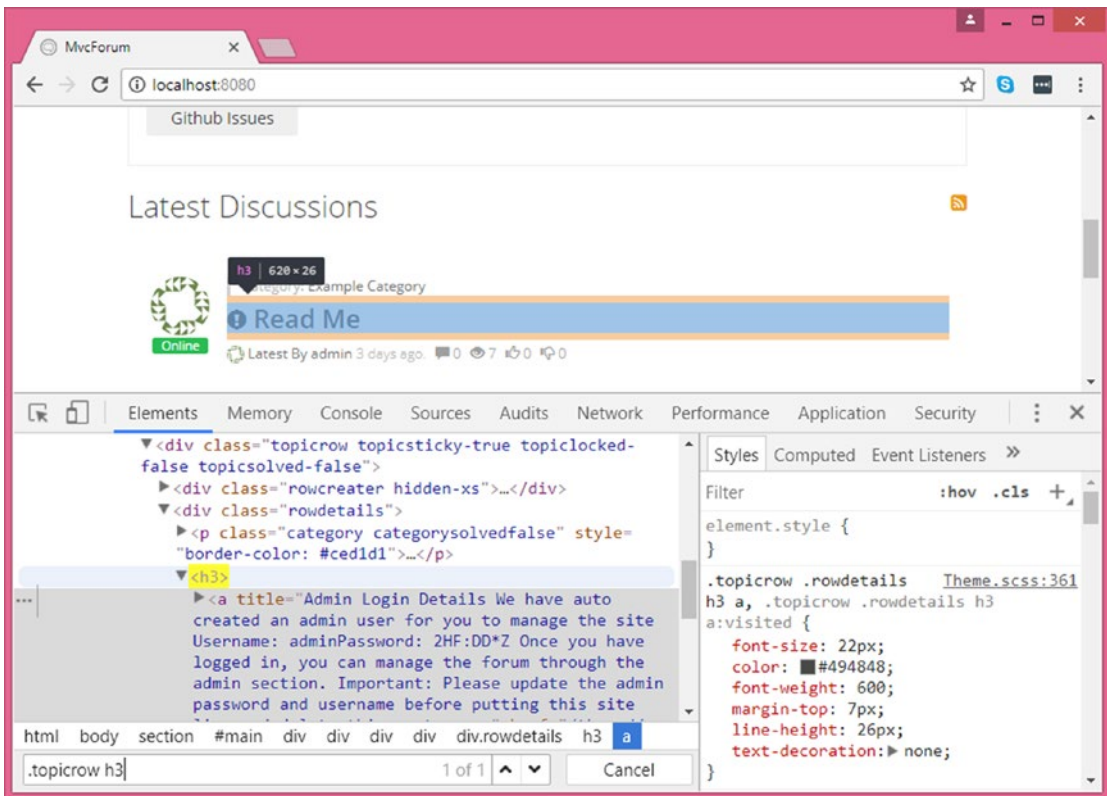 MvcForum
localhost:8080
Github Issues
Latest Discussions
h3 | 620 × 26
Category: Example Category
Read Me
Online
Latest By admin 3 days ago. 0 7 0 0
Elements Memory Console Sources Audits Network Performance Application Security
▼<div class="topicrow topicsticky-true topiclocked-
false topicsolved-false">
▶<div class="rowcreater hidden-xs">…</div>
▼<div class="rowdetails">
▶<p class="category categorysolvedfalse" style=
"border-color: #ced1d1">…</p>
▼<h3>
▶<a title="Admin Login Details We have auto
created an admin user for you to manage the site
Username: adminPassword: 2HF:DD*Z Once you have
logged in, you can manage the forum through the
admin section. Important: Please update the admin
password and username before putting this site
html body section #main div div div div div.rowdetails h3 a
.topicrow h3 1 of 1 Cancel
Styles Computed Event Listeners »
Filter :hov .cls +
element.style {
}
.topicrow .rowdetails Theme.scss:361
h3 a, .topicrow .rowdetails h3
a:visited {
font-size: 22px;
color: #494848;
font-weight: 600;
margin-top: 7px;
line-height: 26px;
text-decoration:▶ none;
}